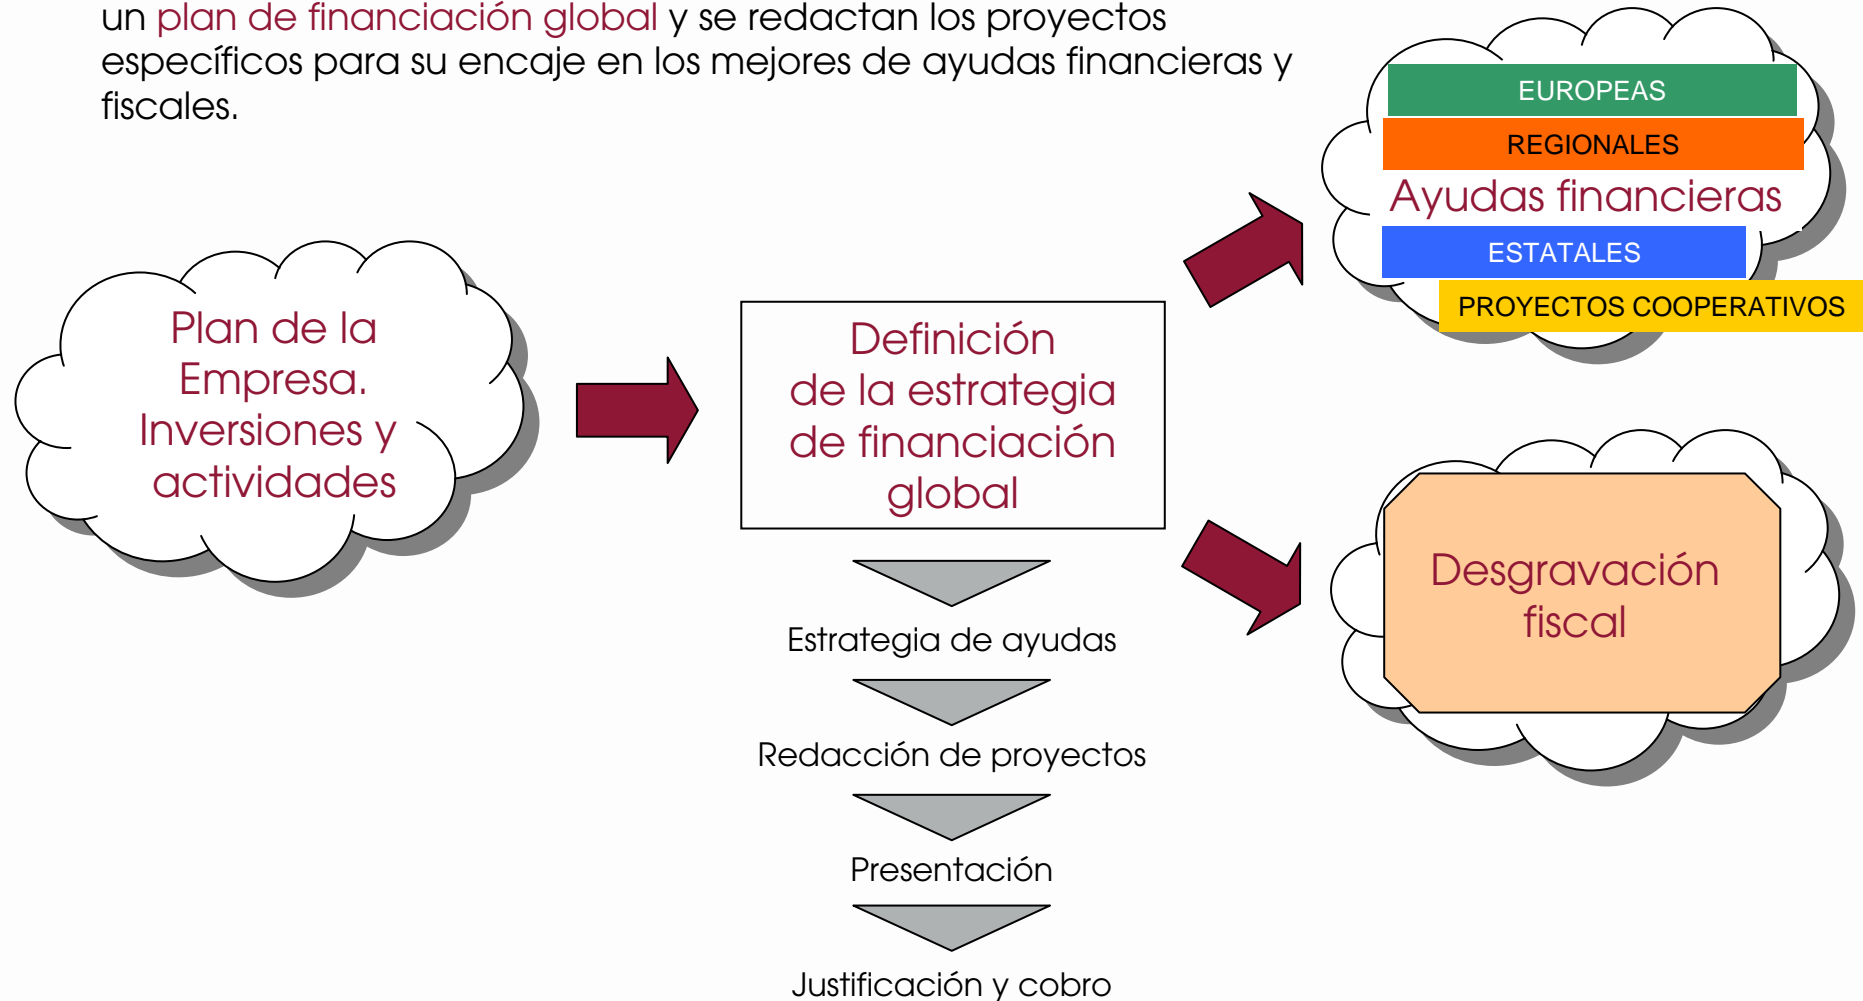 un plan de financiación global y se redactan los proyectos
específicos para su encaje en los mejores de ayudas financieras y
fiscales.
EUROPEAS
REGIONALES
Ayudas financieras
ESTATALES
PROYECTOS COOPERATIVOS
Plan de la
Empresa.
Inversiones y
actividades
Definición
de la estrategia
de financiación
global
Desgravación
fiscal
Estrategia de ayudas
Redacción de proyectos
Presentación
Justificación y cobro